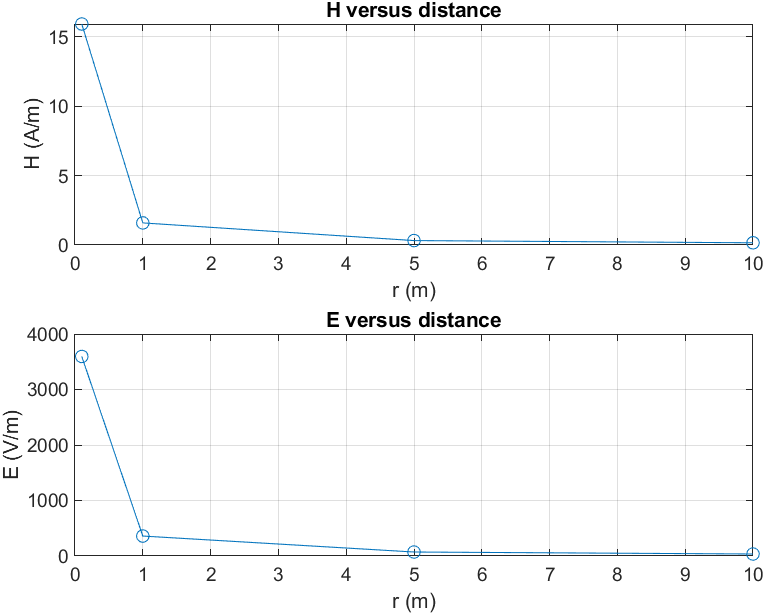 H versus distance
15
10
5
0
H (A/m)
0 1 2 3 4 5 6 7 8 9 10
r (m)
E versus distance
4000
3000
2000
1000
0
E (V/m)
0 1 2 3 4 5 6 7 8 9 10
r (m)